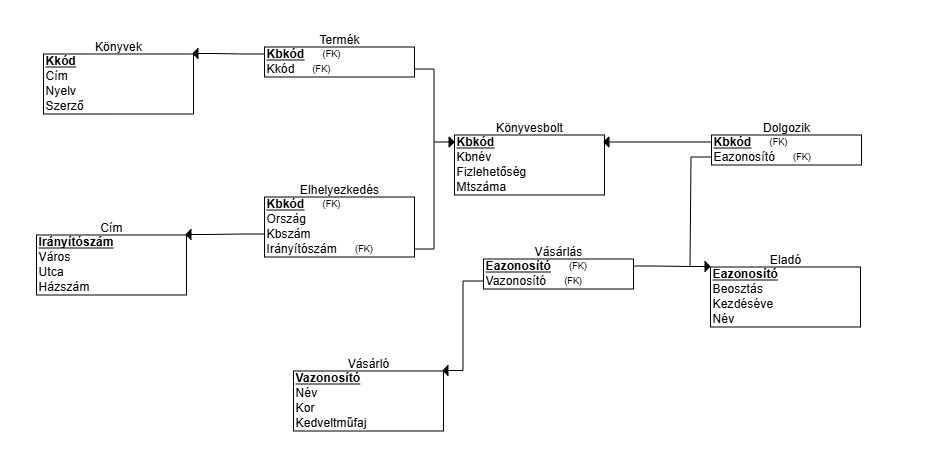 Könyvek
Kkód
Cím
Nyelv
Szerző
Termék
Kbkód (FK)
Kkód (FK)
Könyvesbolt
Kbkód
Kbnév
Fizlehetőség
Mtszáma
Dolgozik
Kbkód (FK)
Eazonosító (FK)
Elhelyezkedés
Kbkód (FK)
Ország
Kbszám
Irányítószám (FK)
Cím
Irányítószám
Város
Utca
Házszám
Vásárlás
Eazonosító (FK)
Vazonosító (FK)
Eladó
Eazonosító
Beosztás
Kezdéséve
Név
Vásárló
Vazonosító
Név
Kor
Kedveltműfaj